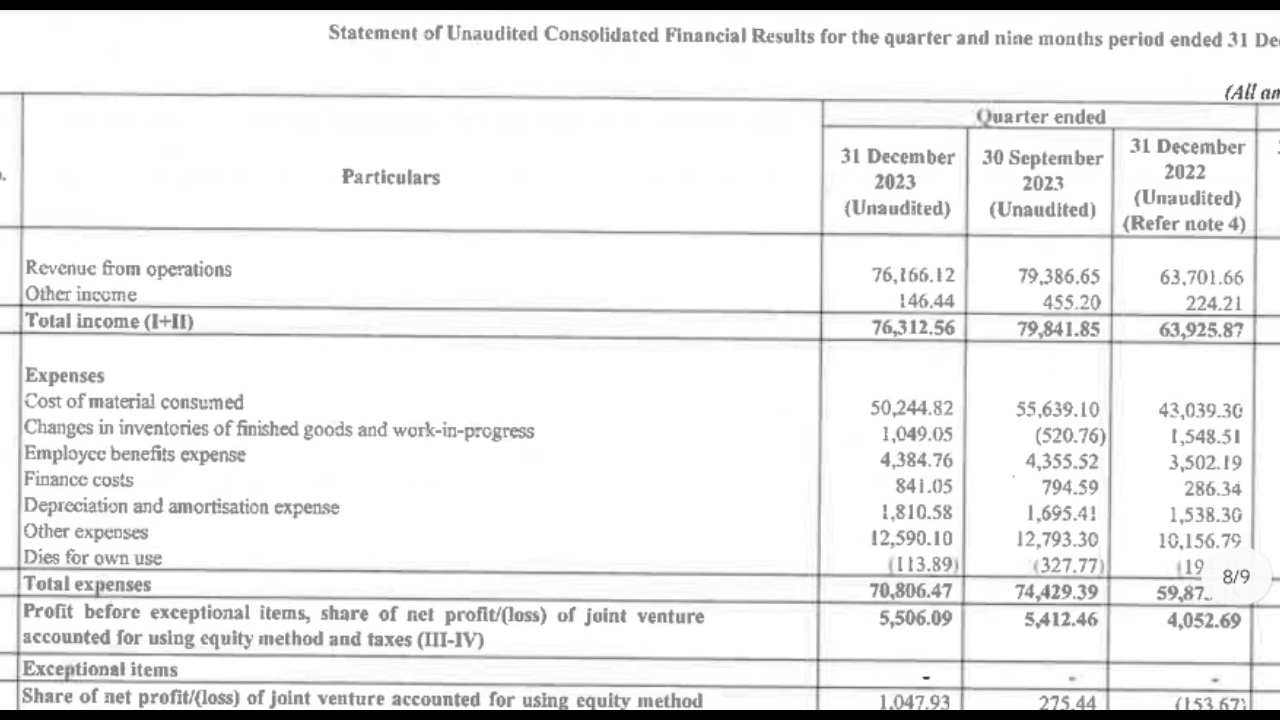 Statement of Unaudited Consolidated Financial Results for the quarter and nine months period ended 31
(All
Quarter ended
Particulars
31 December 2023 (Unaudited)
30 September 2023 (Unaudited)
31 December 2022 (Unaudited) (Refer note 4)
Revenue from operations 76,166.12 79,386.65 63,701.66
Other income 146.44 455.20 224.21
Total income (I+II) 76,312.56 79,841.85 63,925.87
Expenses
Cost of material consumed 50,244.82 55,639.10 43,039.30
Changes in inventories of finished goods and work-in-progress 1,049.05 (520.76) 1,548.51
Employee benefits expense 4,384.76 4,355.52 3,502.19
Finance costs 841.05 794.59 286.34
Depreciation and amortisation expense 1,810.58 1,695.41 1,538.30
Other expenses 12,590.10 12,793.30 10,156.79
Dies for own use (113.89) (327.77)
8/9
Total expenses 70,806.47 74,429.39
Profit before exceptional items, share of net profit/(loss) of joint venture 5,506.09 5,412.46 4,052.69
accounted for using equity method and taxes (III-IV)
Exceptional items - - -
Share of net profit/(loss) of joint venture accounted for using equity method 1,047.93 275.44 (153.67)